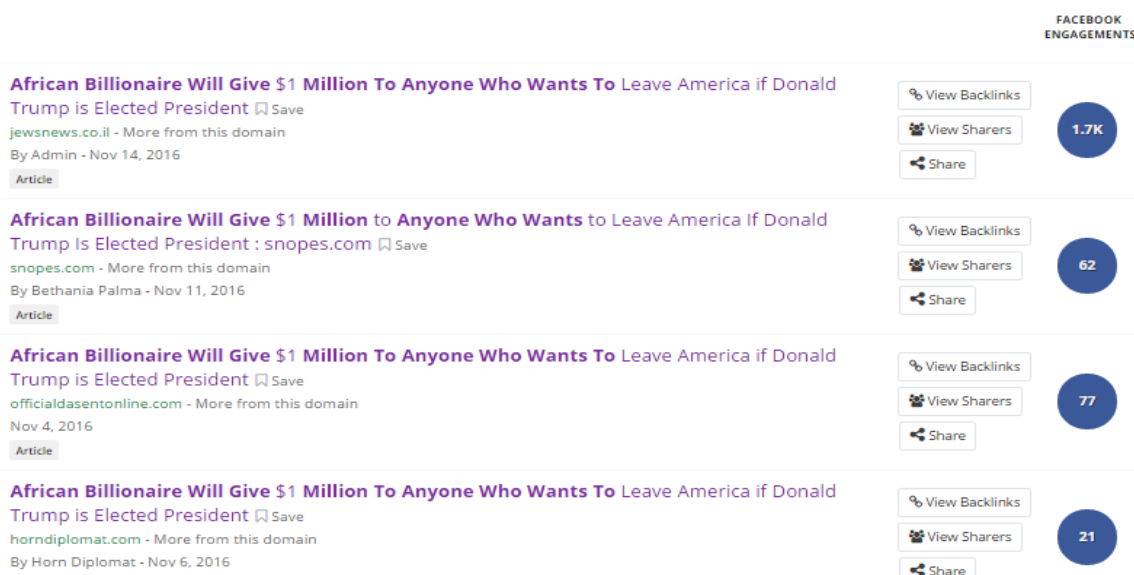 FACEBOOK
ENGAGEMENTS
African Billionaire Will Give $1 Million To Anyone Who Wants To Leave America if Donald
Trump is Elected President Save
jewsnews.co.il - More from this domain
By Admin - Nov 14, 2016
Article
View Backlinks
View Sharers
Share
1.7K
African Billionaire Will Give $1 Million to Anyone Who Wants to Leave America If Donald
Trump Is Elected President : snopes.com Save
snopes.com - More from this domain
By Bethania Palma - Nov 11, 2016
Article
View Backlinks
View Sharers
Share
62
African Billionaire Will Give $1 Million To Anyone Who Wants To Leave America if Donald
Trump is Elected President Save
officialdasentonline.com - More from this domain
Nov 4, 2016
Article
View Backlinks
View Sharers
Share
77
African Billionaire Will Give $1 Million To Anyone Who Wants To Leave America if Donald
Trump is Elected President Save
horndiplomat.com - More from this domain
By Horn Diplomat - Nov 6, 2016
View Backlinks
View Sharers
Share
21